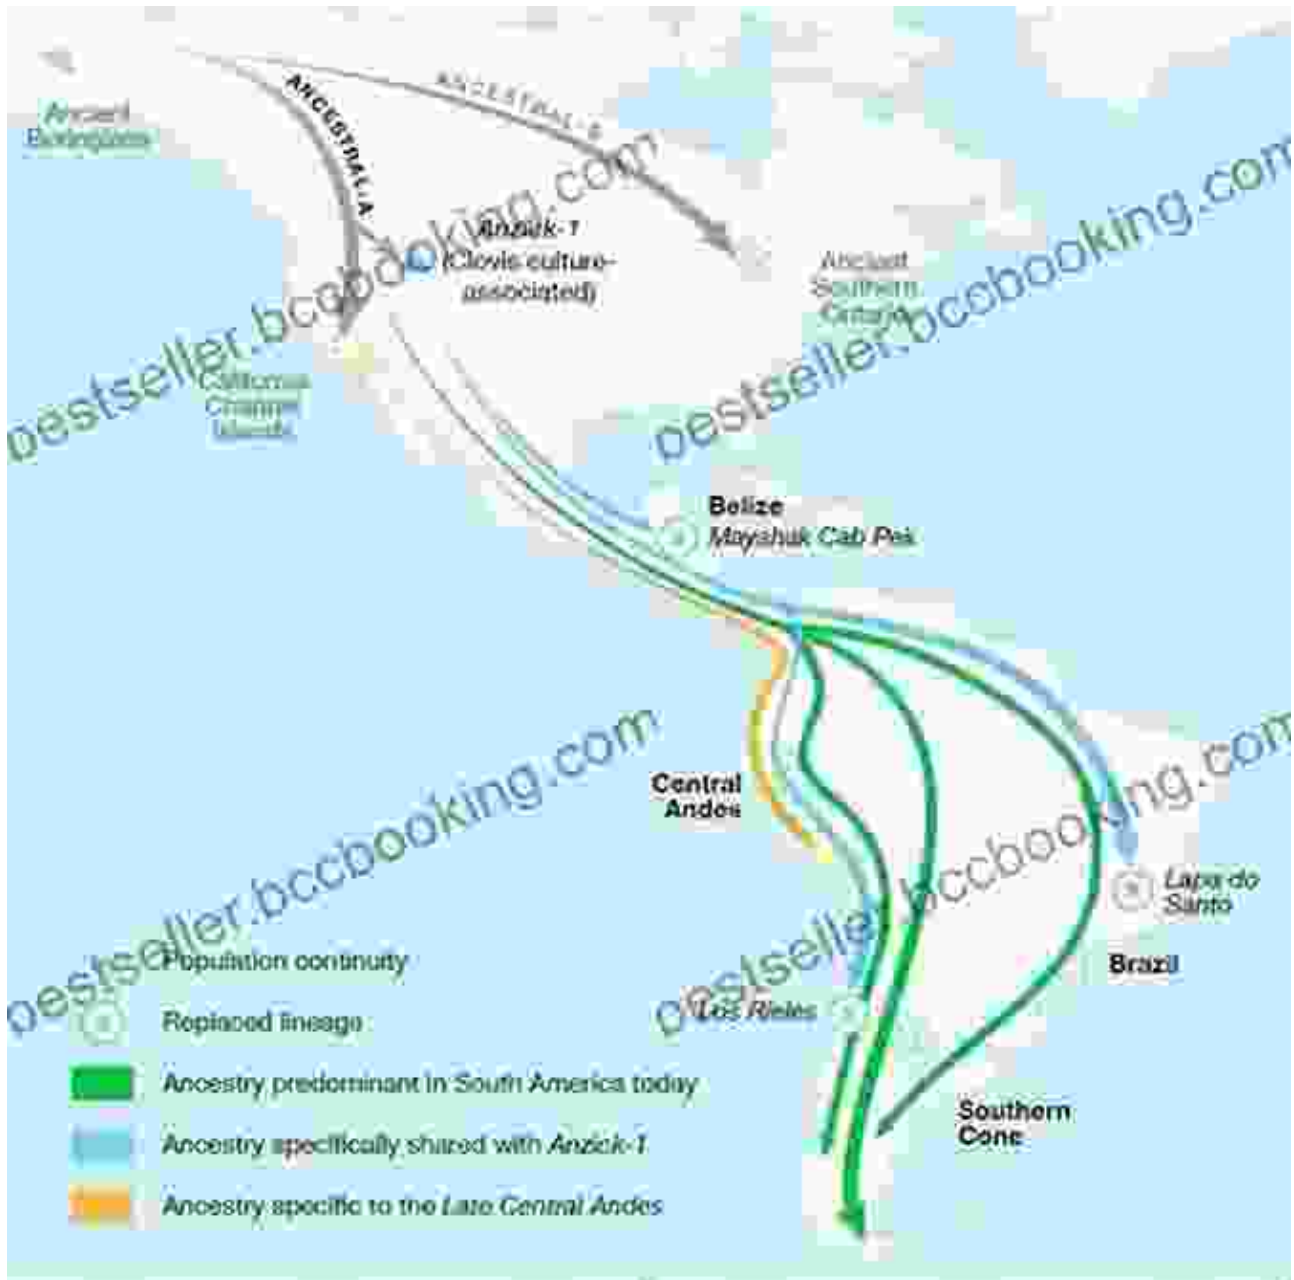 ANCESTRAL-A
ANCESTRAL-B
Ancient
Beringians
Anzick-1
(Clovis culture-
associated)
Ancient
Southern
Ontario
California
Channel
Islands
bestseller.bccbooking.com
bestseller.bccbooking.com
Belize
Mayahak Cab Pek
Central
Andes
Lapa do
Santo
Brazil
bestseller.bccbooking.com
bestseller.bccbooking.com
Los Rieles
Southern
Cone
Population continuity
Replaced lineage
Ancestry predominant in South America today
Ancestry specifically shared with Anzick-1
Ancestry specific to the Late Central Andes